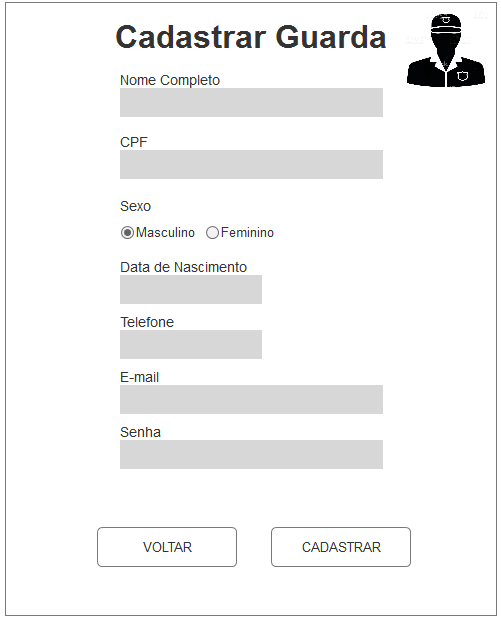 Cadastrar Guarda
Nome Completo
CPF
Sexo
Masculino Feminino
Data de Nascimento
Telefone
E-mail
Senha
VOLTAR CADASTRAR